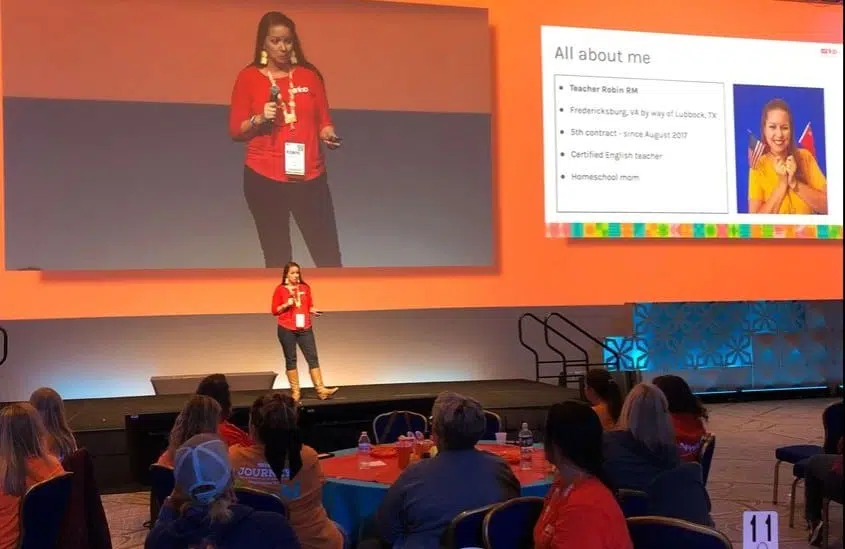 All about me
Teacher Robin RM
Fredericksburg, VA by way of Lubbock, TX
5th contract - since August 2017
Certified English teacher
Homeschool mom
JOURNEY
11